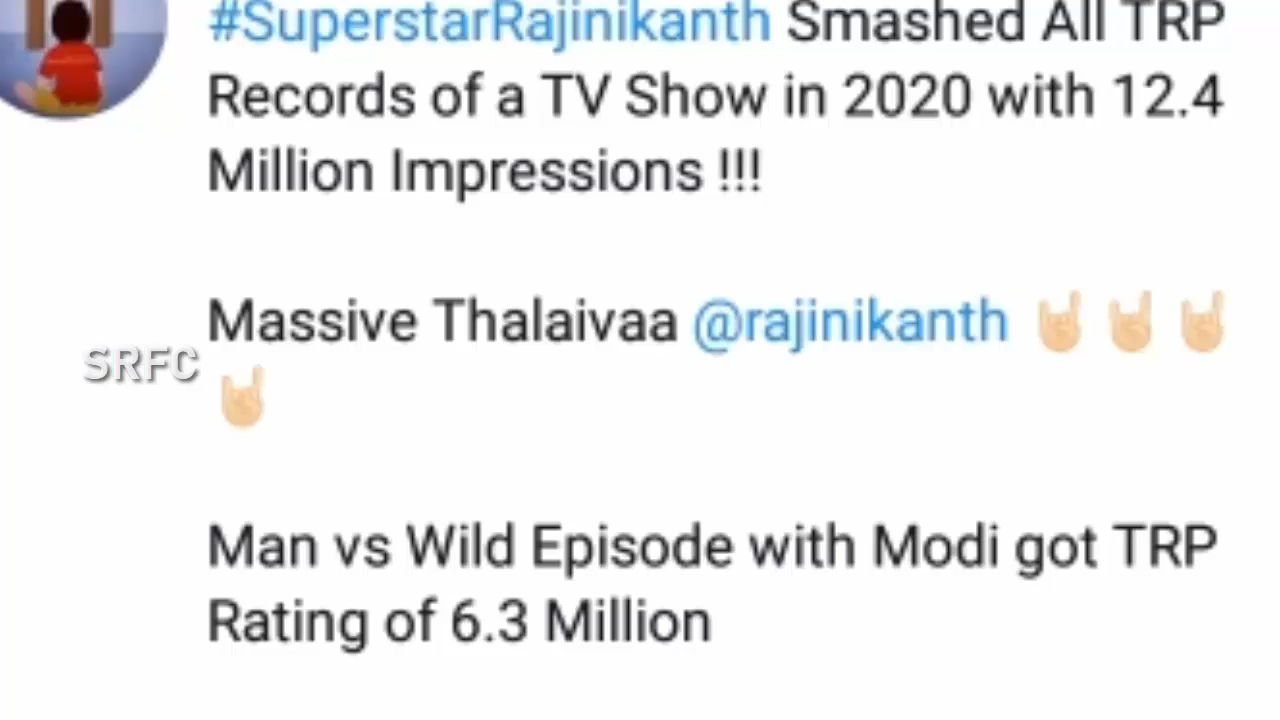 #SuperstarRajinikanth Smashed All TRP
Records of a TV Show in 2020 with 12.4
Million Impressions !!!
Massive Thalaivaa @rajinikanth 🤘🏻🤘🏻🤘🏻
SRFC
🤘🏻
Man vs Wild Episode with Modi got TRP
Rating of 6.3 Million